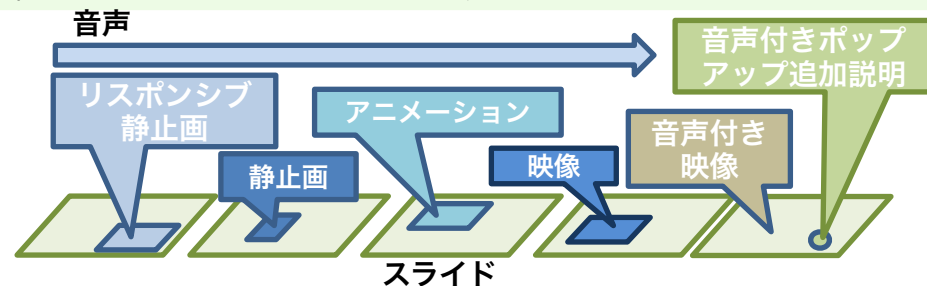 音声
リスポンシブ
静止画
静止画
アニメーション
映像
音声付き
映像
音声付きポップ
アップ追加説明
スライド